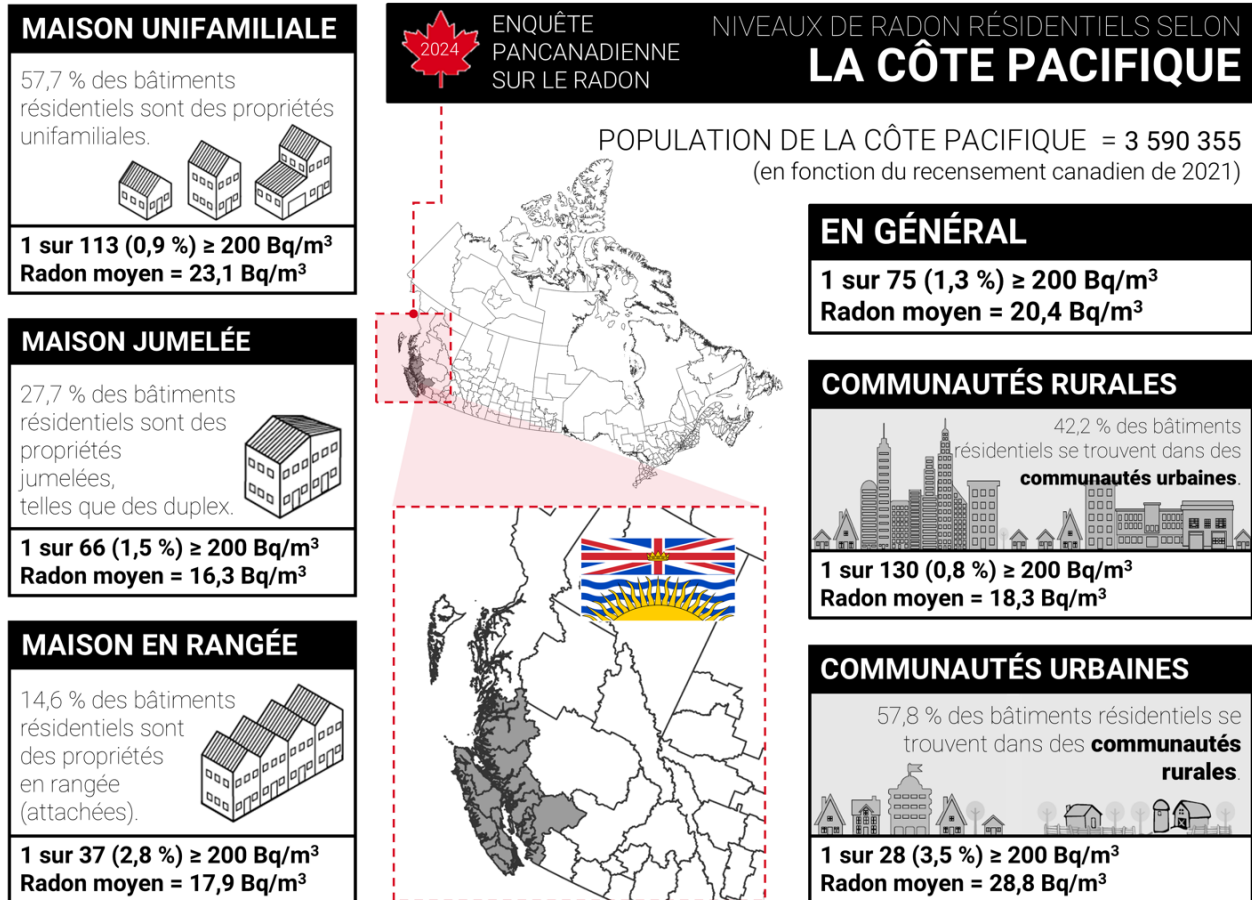 MAISON UNIFAMILIALE
57,7 % des bâtiments
résidentiels sont des propriétés
unifamiliales.
1 sur 113 (0,9 %) ≥ 200 Bq/m³
Radon moyen = 23,1 Bq/m³
MAISON JUMELÉE
27,7 % des bâtiments
résidentiels sont des
propriétés
jumelées,
telles que des duplex.
1 sur 66 (1,5 %) ≥ 200 Bq/m³
Radon moyen = 16,3 Bq/m³
MAISON EN RANGÉE
14,6 % des bâtiments
résidentiels sont
des propriétés
en rangée
(attachées).
1 sur 37 (2,8 %) ≥ 200 Bq/m³
Radon moyen = 17,9 Bq/m³
2024
ENQUÊTE
PANCANADIENNE
SUR LE RADON
NIVEAUX DE RADON RÉSIDENTIELS SELON
LA CÔTE PACIFIQUE
POPULATION DE LA CÔTE PACIFIQUE = 3 590 355
(en fonction du recensement canadien de 2021)
EN GÉNÉRAL
1 sur 75 (1,3 %) ≥ 200 Bq/m³
Radon moyen = 20,4 Bq/m³
COMMUNAUTÉS RURALES
42,2 % des bâtiments
résidentiels se trouvent dans des
communautés urbaines.
1 sur 130 (0,8 %) ≥ 200 Bq/m³
Radon moyen = 18,3 Bq/m³
COMMUNAUTÉS URBAINES
57,8 % des bâtiments résidentiels se
trouvent dans des communautés
rurales.
1 sur 28 (3,5 %) ≥ 200 Bq/m³
Radon moyen = 28,8 Bq/m³